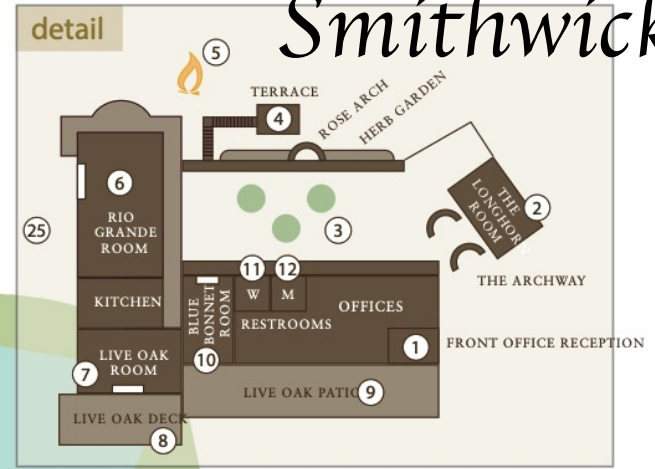 Smithwick
detail
5
TERRACE
4
ROSE ARCH
HERB GARDEN
6
RIO
GRANDE
ROOM
25
3
THE
LONGHOR
ROOM
2
THE ARCHWAY
KITCHEN
BLUE
BONNET
ROOM
11
12
W
M
RESTROOMS
OFFICES
1
FRONT OFFICE RECEPTION
LIVE OAK
ROOM
7
10
LIVE OAK PATIO
9
LIVE OAK DECK
8